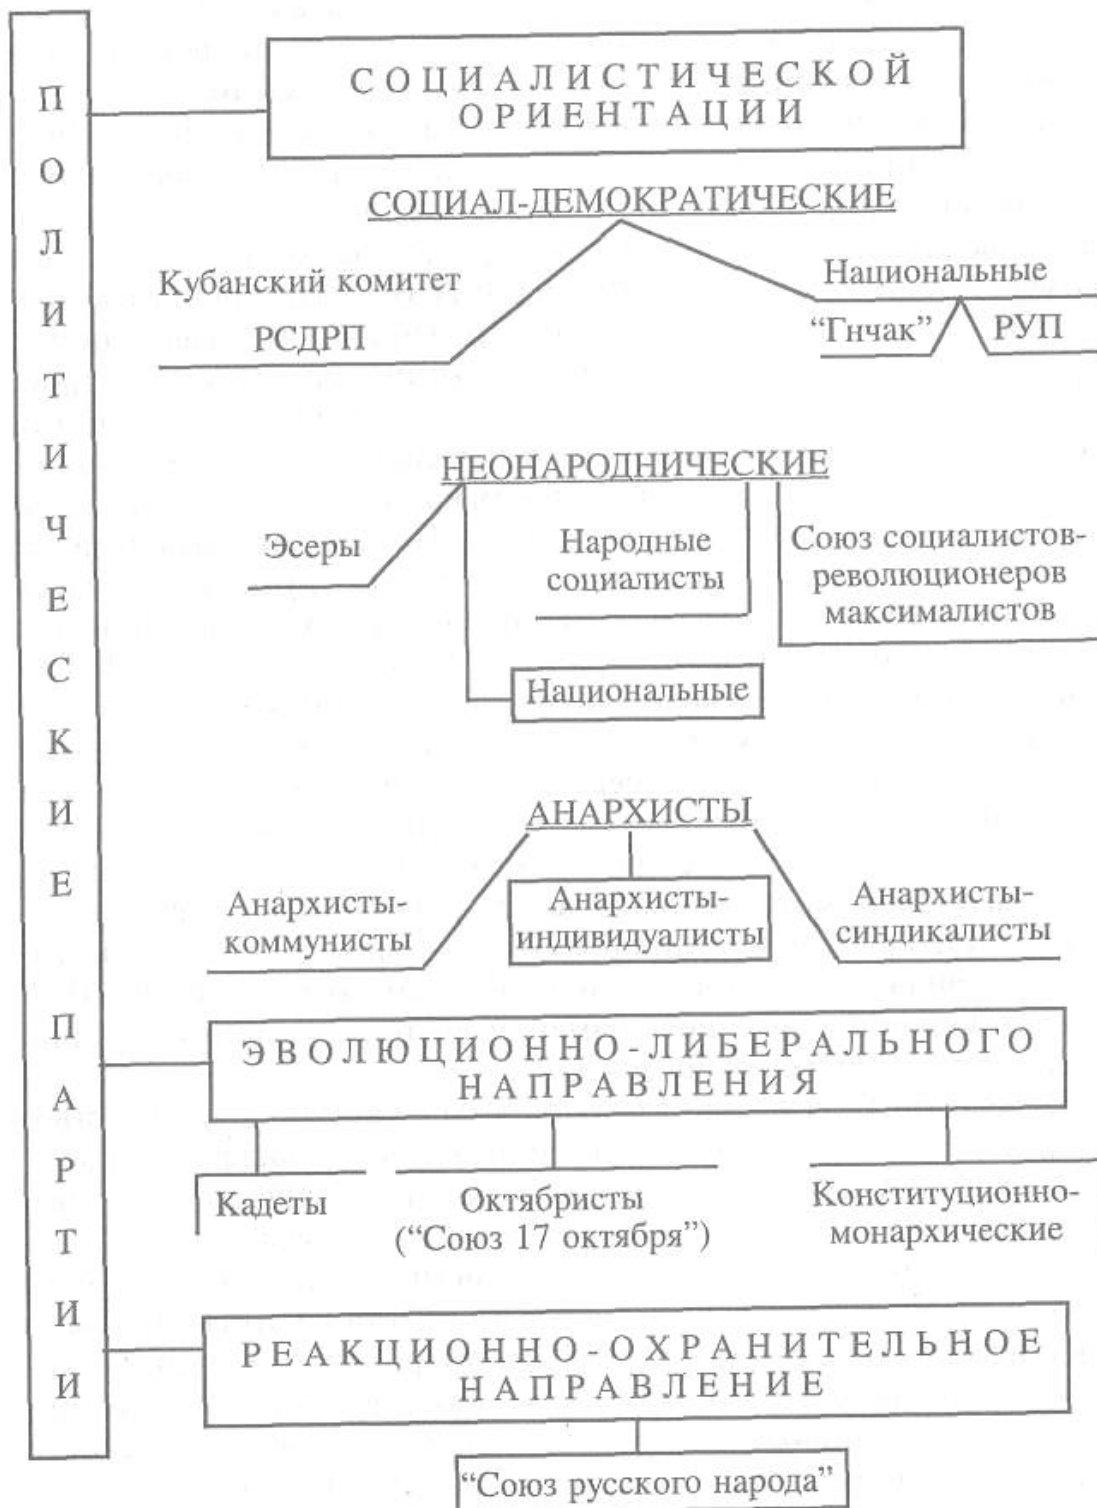 ПОЛИТИЧЕСКИЕ ПАРТИИ
СОЦИАЛИСТИЧЕСКОЙ
ОРИЕНТАЦИИ
СОЦИАЛ-ДЕМОКРАТИЧЕСКИЕ
Кубанский комитет
РСДРП
Национальные
“Гнчак” РУП
НЕОНАРОДНИЧЕСКИЕ
Эсеры
Народные
социалисты
Союз социалистов-
революционеров
максималистов
Национальные
АНАРХИСТЫ
Анархисты-
коммунисты
Анархисты-
индивидуалисты
Анархисты-
синдикалисты
ЭВОЛЮЦИОННО-ЛИБЕРАЛЬНОГО
НАПРАВЛЕНИЯ
Кадеты
Октябристы
(“Союз 17 октября”)
Конституционно-
монархические
РЕАКЦИОННО-ОХРАНИТЕЛЬНОЕ
НАПРАВЛЕНИЕ
“Союз русского народа”